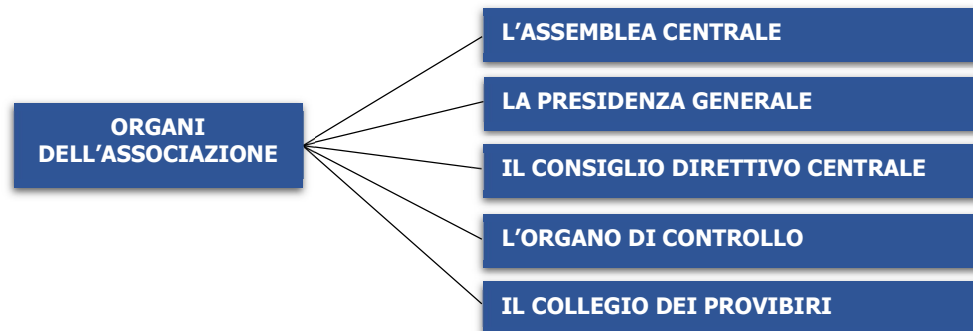 L'ASSEMBLEA CENTRALE
LA PRESIDENZA GENERALE
ORGANI
DELL'ASSOCIAZIONE
IL CONSIGLIO DIRETTIVO CENTRALE
L'ORGANO DI CONTROLLO
IL COLLEGIO DEI PROVIBIRI